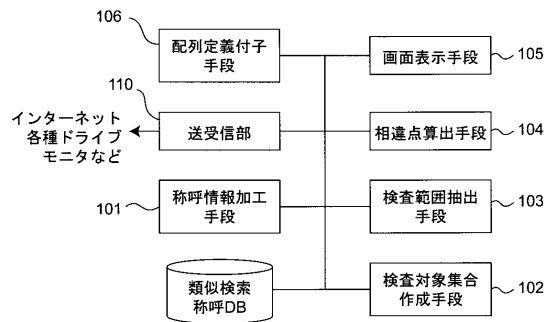 106
配列定義付子
手段
画面表示手段
105
110
インターネット
各種ドライブ
モニタなど
送受信部
相違点算出手段
104
101
称呼情報加工
手段
検査範囲抽出
手段
103
類似検索
称呼DB
検査対象集合
作成手段
102